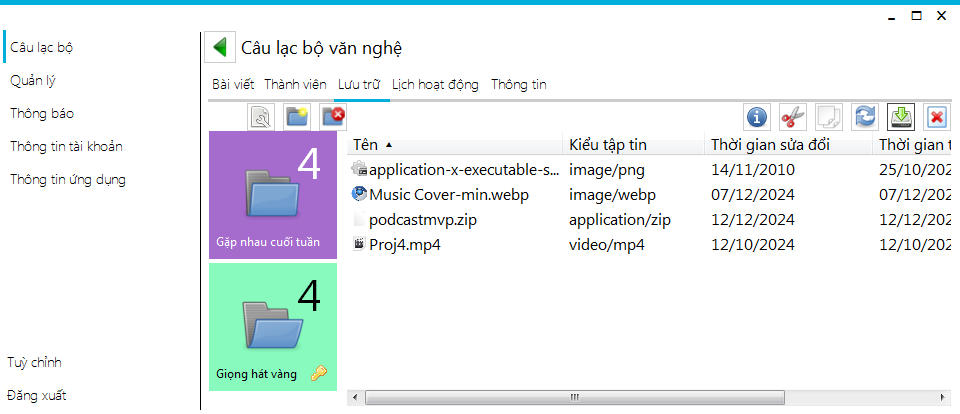 Câu lạc bộ
Quản lý
Thông báo
Thông tin tài khoản
Thông tin ứng dụng
Tuỳ chỉnh
Đăng xuất
Câu lạc bộ văn nghệ
Bài viết Thành viên Lưu trữ Lịch hoạt động Thông tin
4
Gặp nhau cuối tuần
4
Giọng hát vàng
Tên Kiểu tập tin Thời gian sửa đổi Thời gian t
application-x-executable-s... image/png 14/11/2010 25/10/202
Music Cover-min.webp image/webp 07/12/2024 07/12/202
podcastmvp.zip application/zip 12/12/2024 12/12/202
Proj4.mp4 video/mp4 12/10/2024 12/10/202